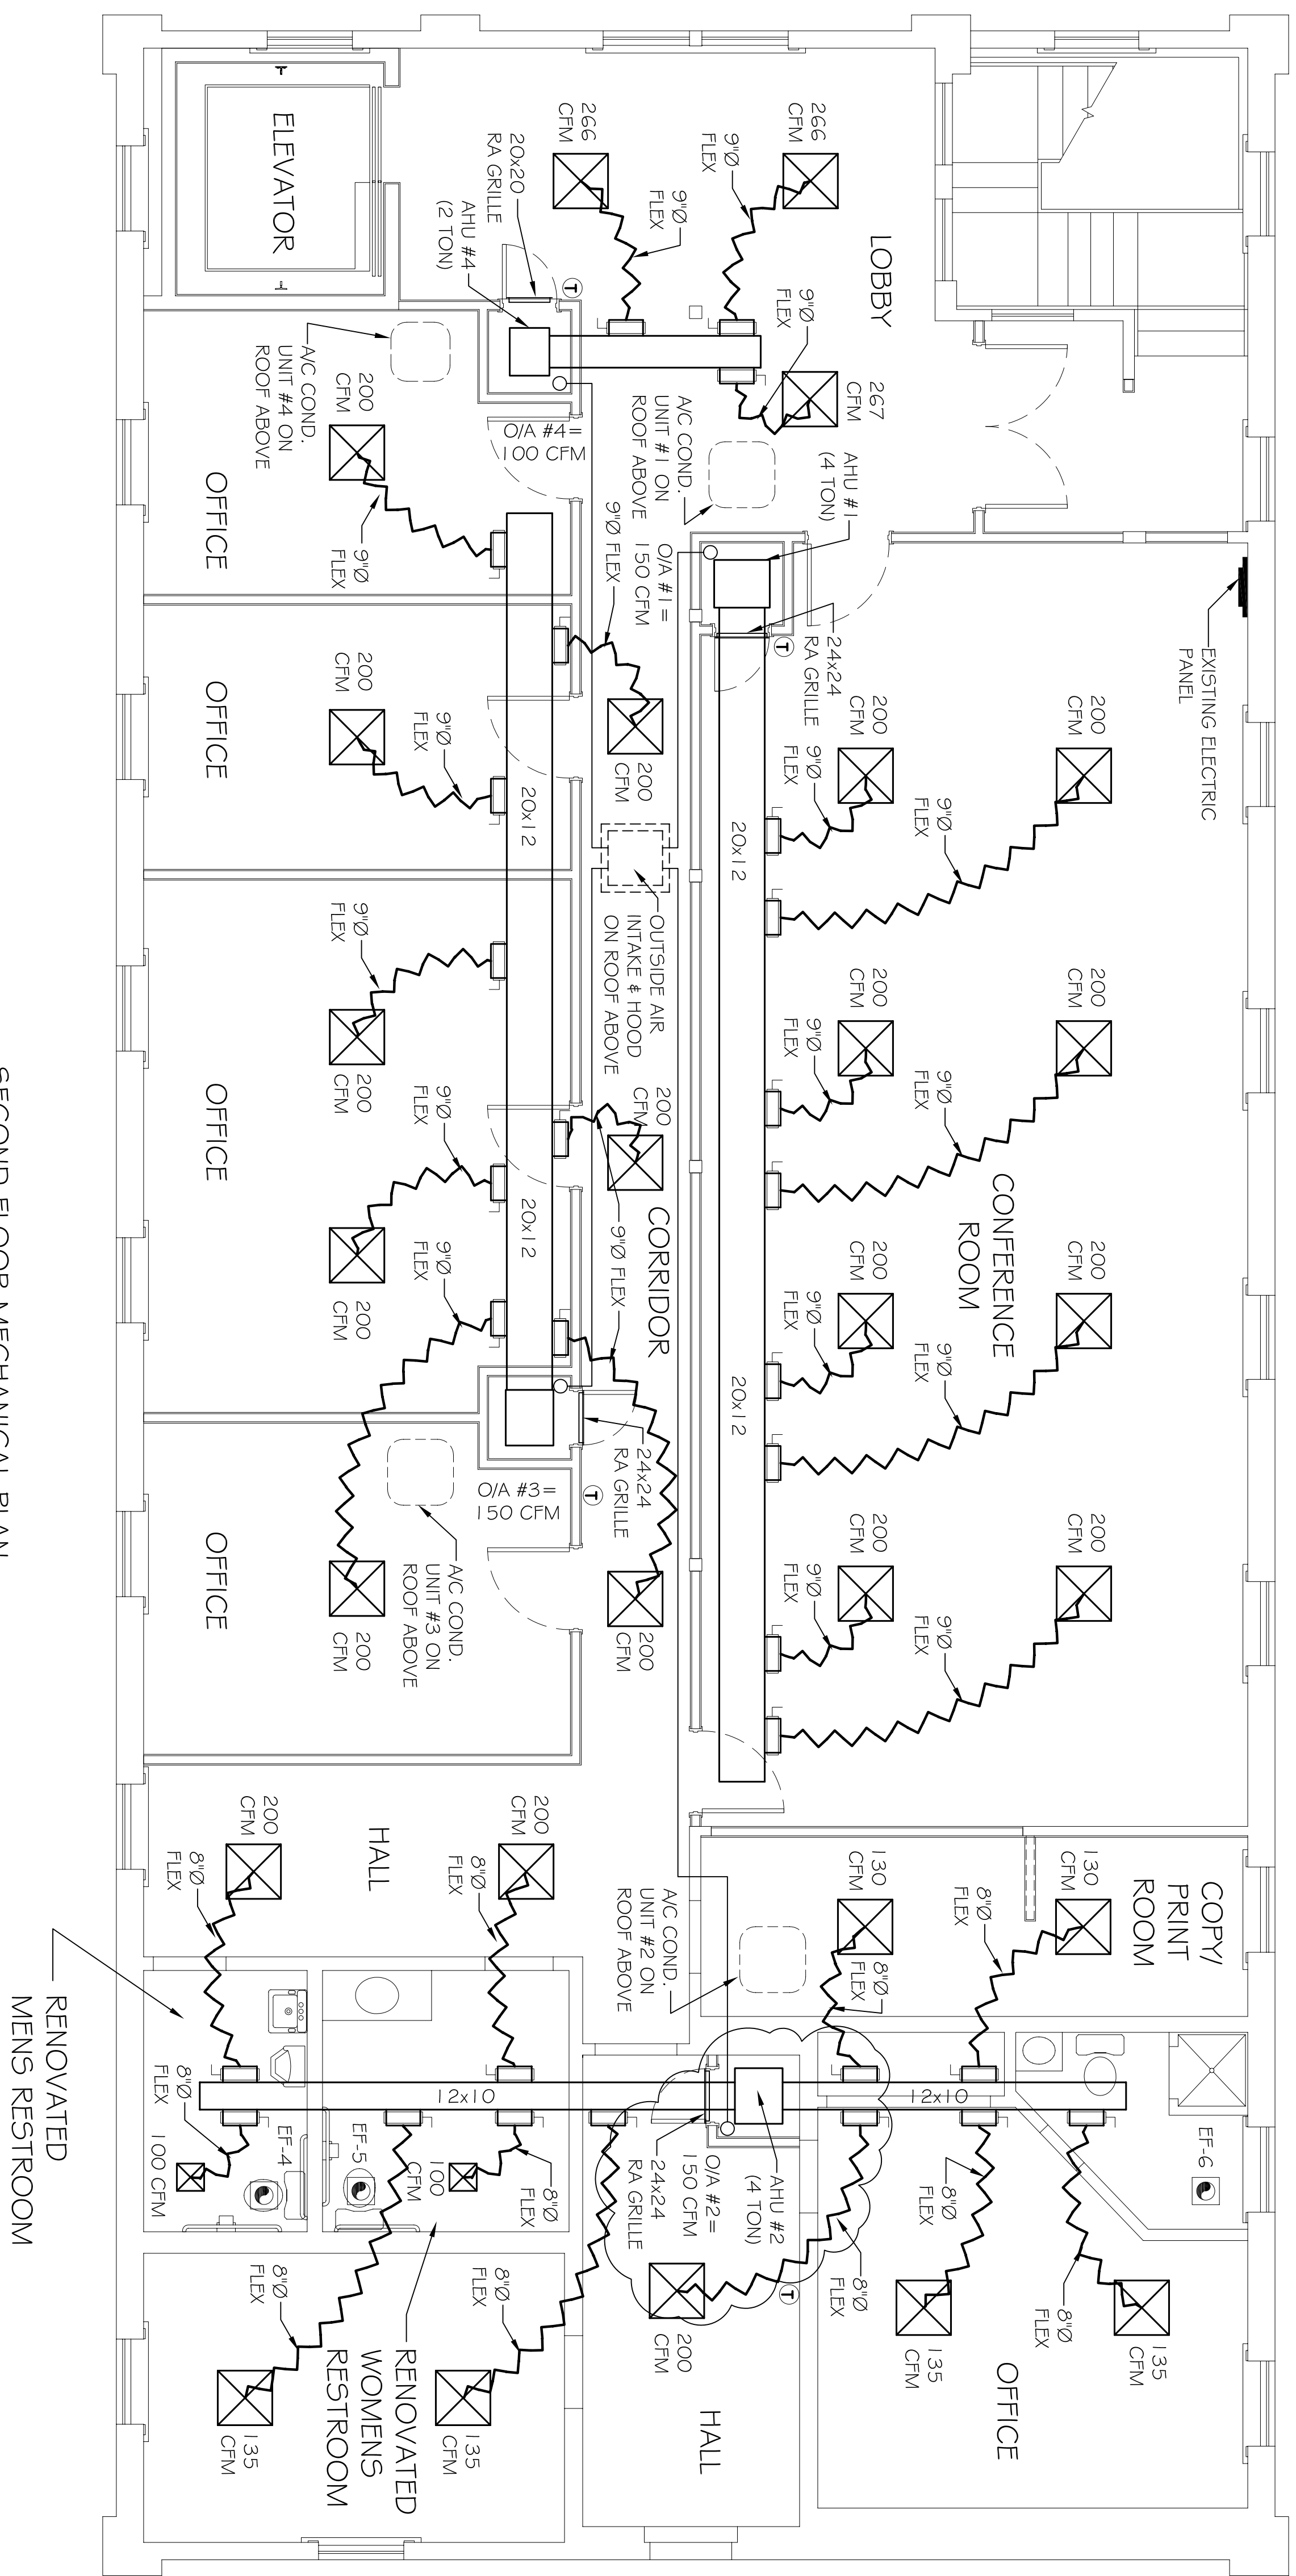 EXISTING ELECTRIC
PANEL
LOBBY
266
CFM
9"Ø
FLEX
266
CFM
9"Ø
FLEX
9"Ø
FLEX
267
CFM
20x20
RA GRILLE
AHU #4
(2 TON)
T
ELEVATOR
A/C COND.
UNIT #4 ON
ROOF ABOVE
O/A #4=
100 CFM
A/C COND.
UNIT #1 ON
ROOF ABOVE
AHU #1
(4 TON)
O/A #1=
150 CFM
24x24
RA GRILLE
T
CONFERENCE
ROOM
200
CFM
9"Ø
FLEX
200
CFM
9"Ø
FLEX
200
CFM
9"Ø
FLEX
200
CFM
9"Ø
FLEX
200
CFM
9"Ø
FLEX
200
CFM
9"Ø
FLEX
200
CFM
9"Ø
FLEX
200
CFM
9"Ø
FLEX
20x12
20x12
9"Ø FLEX
200
CFM
OUTSIDE AIR
INTAKE & HOOD
ON ROOF ABOVE
200
CFM
9"Ø FLEX
CORRIDOR
200
CFM
20x12
20x12
200
CFM
9"Ø
FLEX
OFFICE
200
CFM
9"Ø
FLEX
OFFICE
9"Ø
FLEX
200
CFM
9"Ø
FLEX
200
CFM
OFFICE
9"Ø
FLEX
200
CFM
OFFICE
24x24
RA GRILLE
T
O/A #3=
150 CFM
A/C COND.
UNIT #3 ON
ROOF ABOVE
COPY/
PRINT
ROOM
130
CFM
8"Ø
FLEX
130
CFM
8"Ø
FLEX
A/C COND.
UNIT #2 ON
ROOF ABOVE
HALL
200
CFM
8"Ø
FLEX
200
CFM
8"Ø
FLEX
12x10
12x10
EF-6
AHU #2
(4 TON)
O/A #2=
150 CFM
24x24
RA GRILLE
8"Ø
FLEX
T
200
CFM
HALL
8"Ø
FLEX
135
CFM
8"Ø
FLEX
135
CFM
OFFICE
8"Ø
FLEX
100
CFM
EF-5
EF-4
8"Ø
FLEX
100 CFM
8"Ø
FLEX
135
CFM
8"Ø
FLEX
135
CFM
RENOVATED
WOMENS
RESTROOM
RENOVATED
MENS RESTROOM
SECOND FLOOR MECHANICAL PLAN